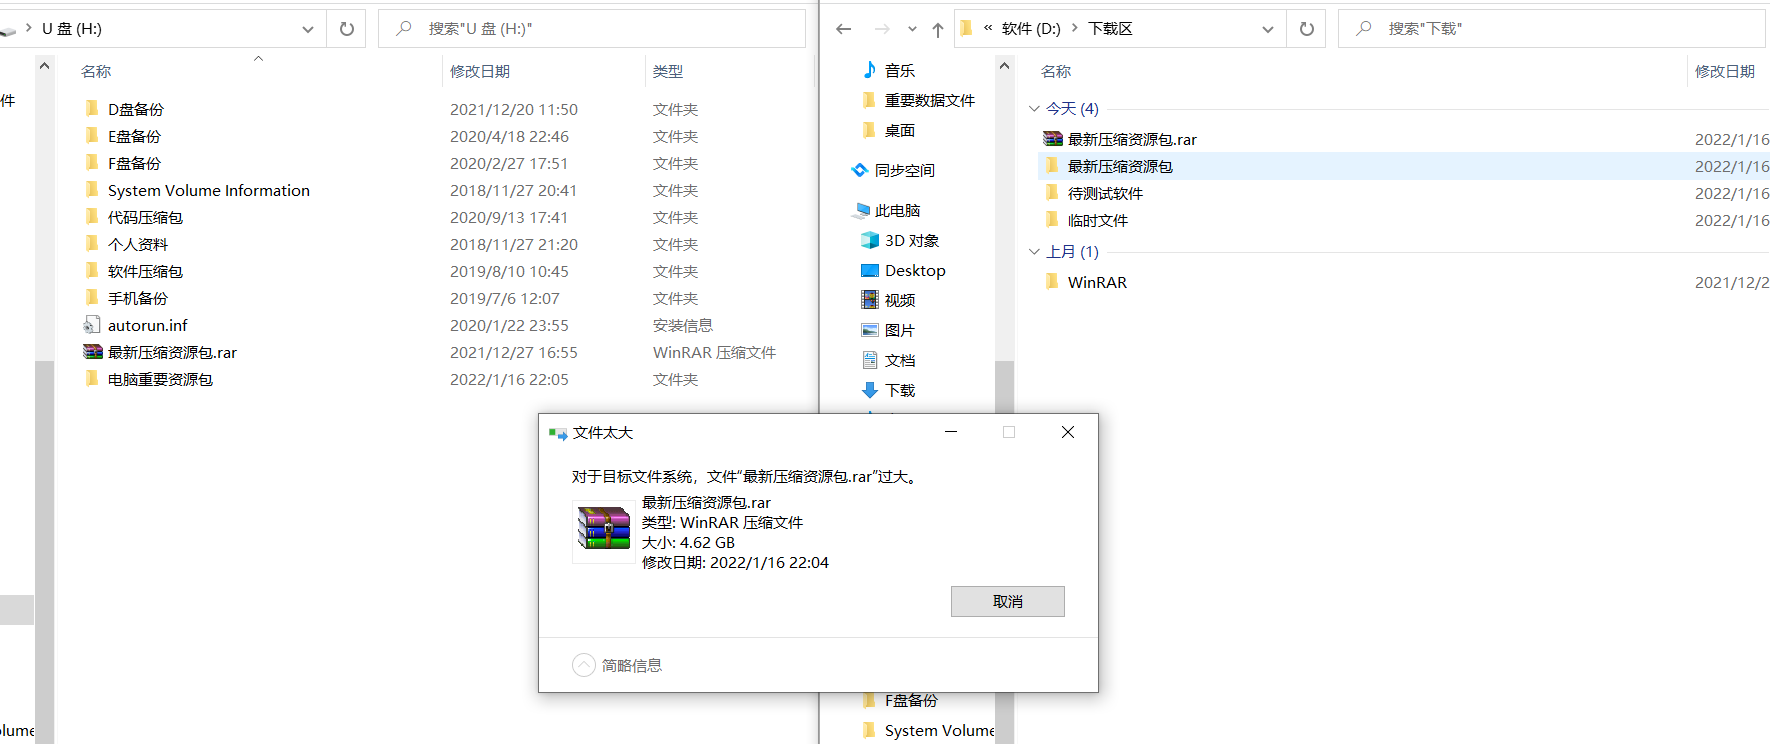 U 盘 (H:)
搜索"U 盘 (H:)"
名称
修改日期
类型
件
D盘备份
2021/12/20 11:50
文件夹
E盘备份
2020/4/18 22:46
文件夹
F盘备份
2020/2/27 17:51
文件夹
System Volume Information
2018/11/27 20:41
文件夹
代码压缩包
2020/9/13 17:41
文件夹
个人资料
2018/11/27 21:20
文件夹
软件压缩包
2019/8/10 10:45
文件夹
手机备份
2019/7/6 12:07
文件夹
autorun.inf
2020/1/22 23:55
安装信息
最新压缩资源包.rar
2021/12/27 16:55
WinRAR 压缩文件
电脑重要资源包
2022/1/16 22:05
文件夹
olume
« 软件 (D:) 下载区
搜索"下载"
音乐
重要数据文件
桌面
同步空间
此电脑
3D 对象
Desktop
视频
图片
文档
下载
F盘备份
System Volume
名称
修改日期
今天 (4)
最新压缩资源包.rar
2022/1/16
最新压缩资源包
2022/1/16
待测试软件
2022/1/16
临时文件
2022/1/16
上月 (1)
WinRAR
2021/12/2
文件太大
对于目标文件系统，文件"最新压缩资源包.rar"过大。
最新压缩资源包.rar
类型: WinRAR 压缩文件
大小: 4.62 GB
修改日期: 2022/1/16 22:04
取消
简略信息